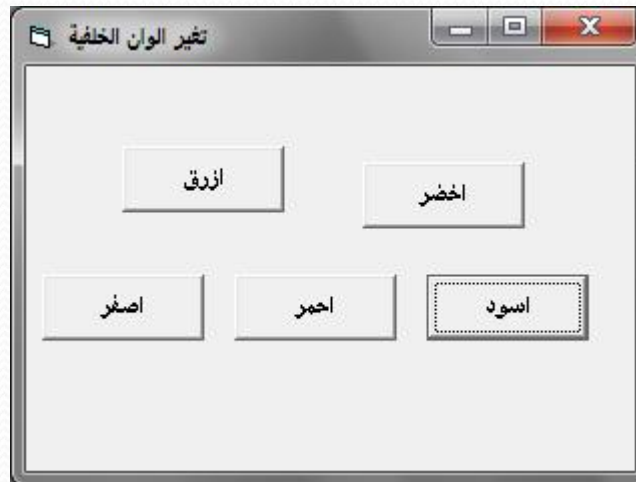 تغير الوان الخلفية
ازرق
اخضر
اسود
احمر
اصفر